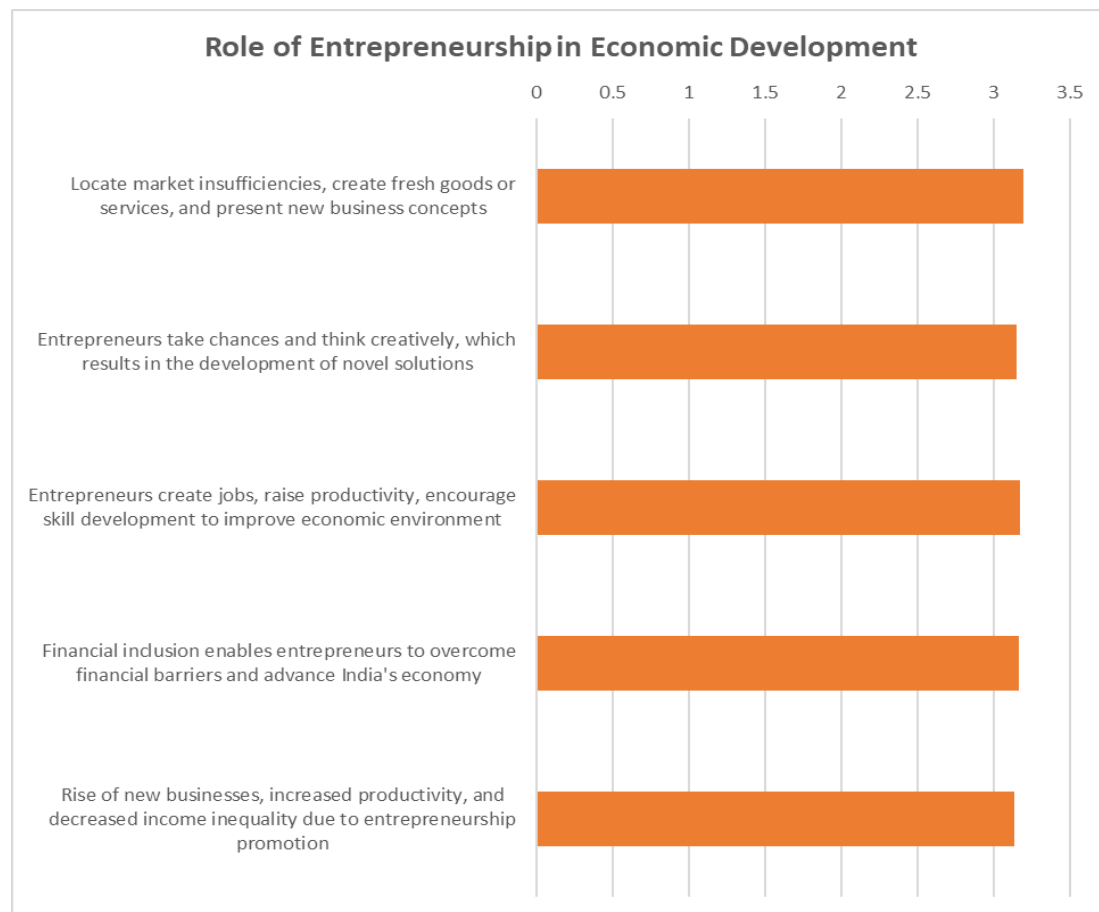 Role of Entrepreneurship in Economic Development
0 0.5 1 1.5 2 2.5 3 3.5
Locate market insufficiencies, create fresh goods or
services, and present new business concepts
Entrepreneurs take chances and think creatively, which
results in the development of novel solutions
Entrepreneurs create jobs, raise productivity, encourage
skill development to improve economic environment
Financial inclusion enables entrepreneurs to overcome
financial barriers and advance India's economy
Rise of new businesses, increased productivity, and
decreased income inequality due to entrepreneurship
promotion